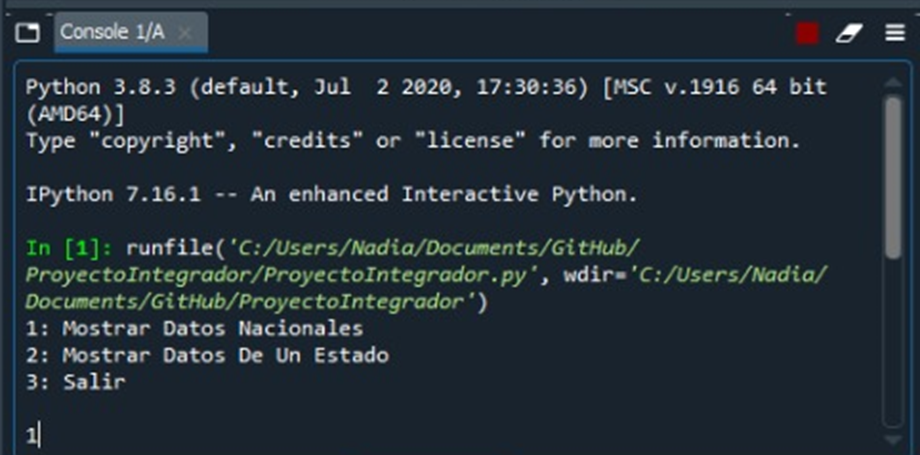 Console 1/A
Python 3.8.3 (default, Jul  2 2020, 17:30:36) [MSC v.1916 64 bit
(AMD64)]
Type "copyright", "credits" or "license" for more information.
IPython 7.16.1 -- An enhanced Interactive Python.
In [1]: runfile('C:/Users/Nadia/Documents/GitHub/
ProyectoIntegrador/ProyectoIntegrador.py', wdir='C:/Users/Nadia/
Documents/GitHub/ProyectoIntegrador')
1: Mostrar Datos Nacionales
2: Mostrar Datos De Un Estado
3: Salir
1